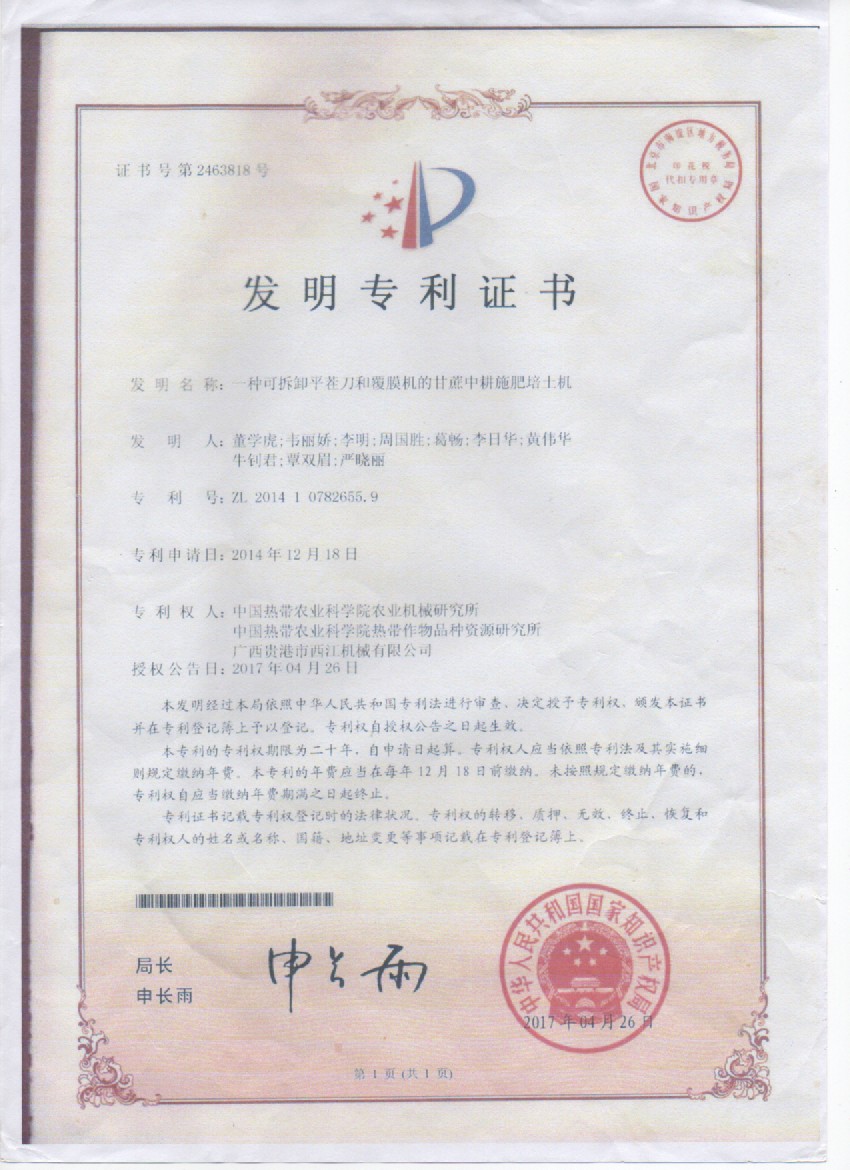 证书号第2463818号
国家知识产权局
印花税
代扣专用章
发明专利证书
发明名称：一种可拆卸平茬刀和覆膜机的甘蔗中耕施肥培土机
发明人：董学虎;韦丽娇;李明;周国胜;葛畅;李日华;黄伟华
牛钊君;覃双眉;严晓丽
专利号：ZL 2014 1 0782655.9
专利申请日：2014年12月18日
专利权人：中国热带农业科学院农业机械研究所
中国热带农业科学院热带作物品种资源研究所
广西贵港市西江机械有限公司
授权公告日：2017年04月26日
本发明经过本局依照中华人民共和国专利法进行审查，决定授予专利权，颁发本证书
并在专利登记簿上予以登记。专利权自授权公告之日起生效。
本专利的专利权期限为二十年，自申请日起算。专利权人应当依照专利法及其实施细
则规定缴纳年费。本专利的年费应当在每年12月18日前缴纳。未按照规定缴纳年费的，
专利权自应当缴纳年费期满之日起终止。
专利证书记载专利权登记时的法律状况。专利权的转移、质押、无效、终止、恢复和
专利权人的姓名或名称、国籍、地址变更等事项记载在专利登记簿上。
局长
申长雨
申长雨
中华人民共和国国家知识产权局
2017年04月26日
第1页(共1页)